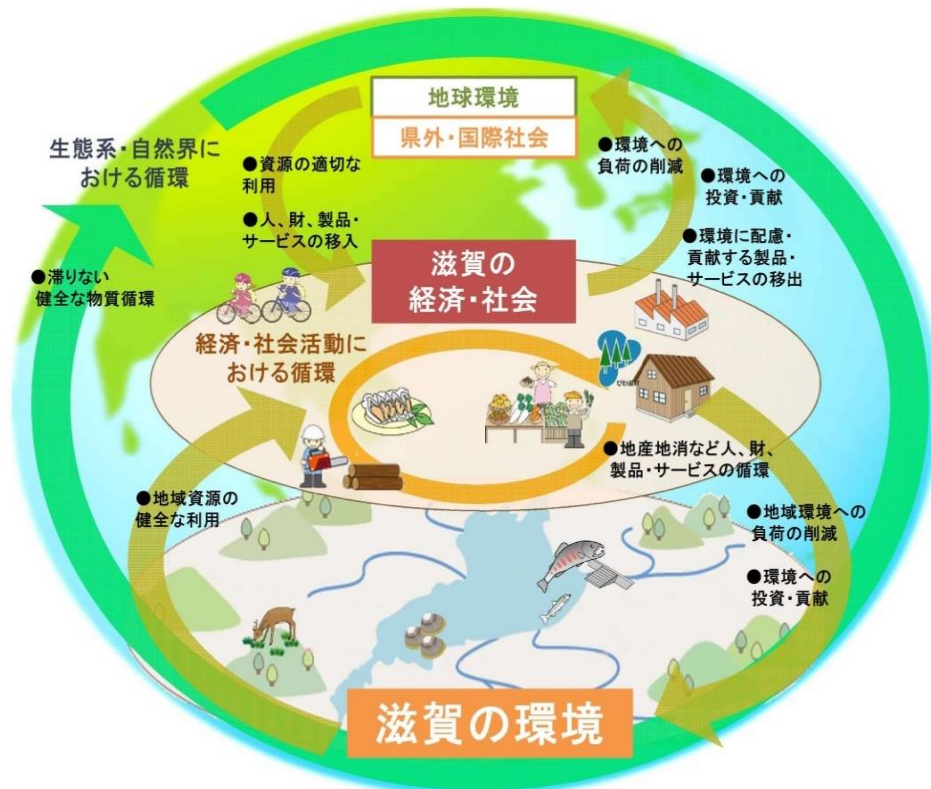 地球環境
県外・国際社会
生態系・自然界に
おける循環
●資源の適切な
利用
●人、財、製品・
サービスの移入
●環境への
負荷の削減
●環境への
投資・貢献
●環境に配慮・
貢献する製品・
サービスの移出
●滞りない
健全な物質循環
滋賀の
経済・社会
経済・社会活動に
おける循環
●地産地消など人、財、
製品・サービスの循環
●地域資源の
健全な利用
●地域環境への
負荷の削減
●環境への
投資・貢献
滋賀の環境